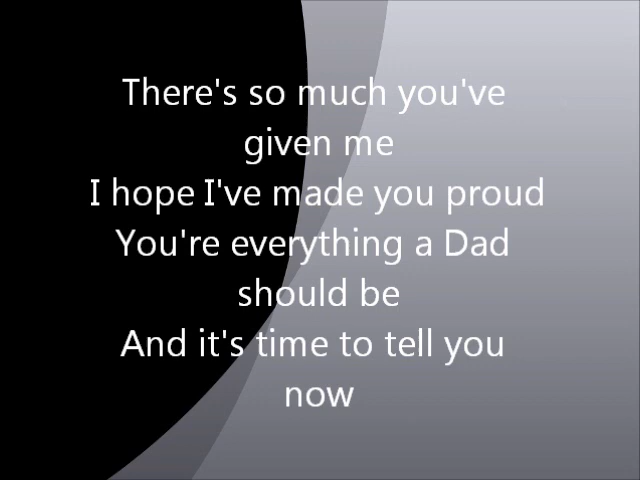 There's so much you've
given me
I hope I've made you proud
You're everything a Dad
should be
And it's time to tell you
now